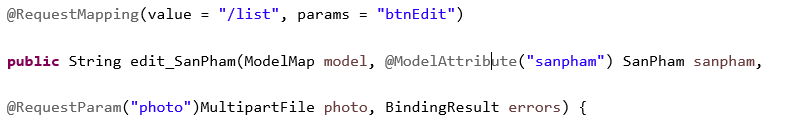 @RequestMapping(value = "/list", params = "btnEdit")
public String edit_SanPham(ModelMap model, @ModelAttribute("sanpham") SanPham sanpham,
@RequestParam("photo")MultipartFile photo, BindingResult errors) {